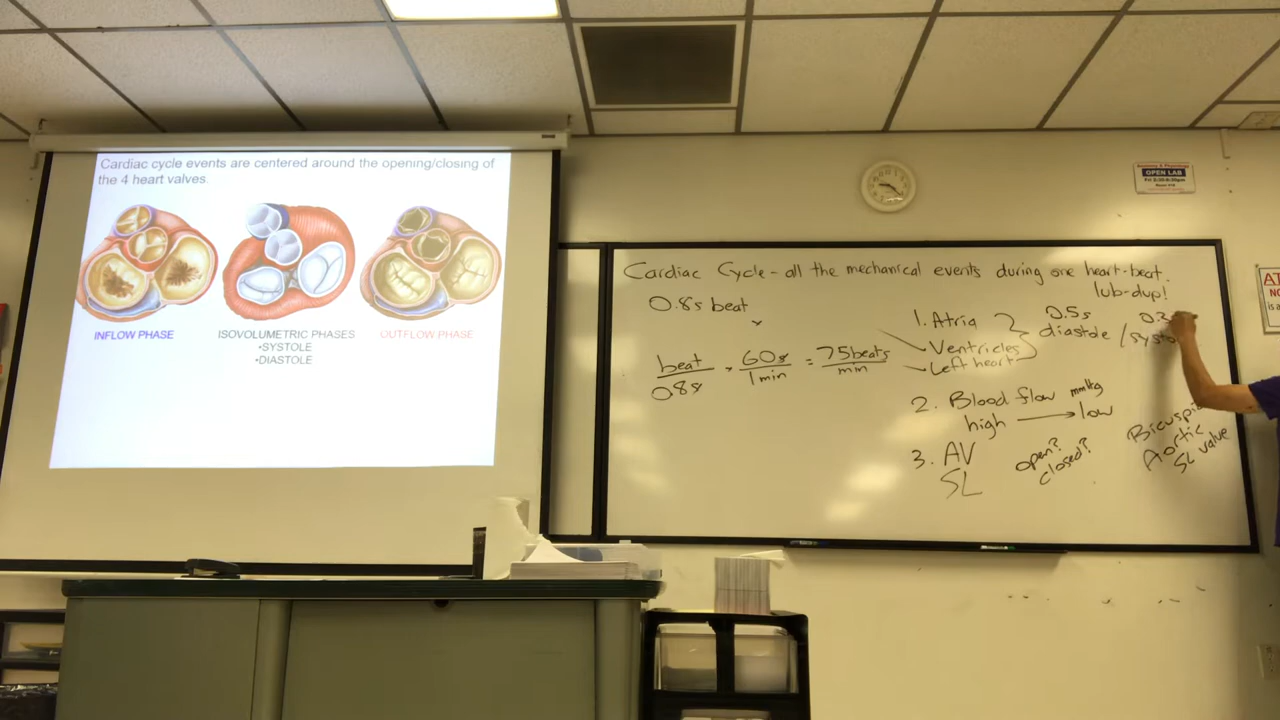 Cardiac cycle events are centered around the opening/closing of
the 4 heart valves.
INFLOW PHASE
ISOVOLUMETRIC PHASES
•SYSTOLE
•DIASTOLE
OUTFLOW PHASE
Cardiac Cycle - all the mechanical events during one heart-beat.
lub-dup!
0.8s beat
beat/0.8s × 60s/1min = 75beats/min
1. Atria
Ventricles
Left heart
0.5s
diastole /
2. Blood flow mmHg
high → low
3. AV
SL
open?
closed?
Aortic
SL valve
OPEN LAB